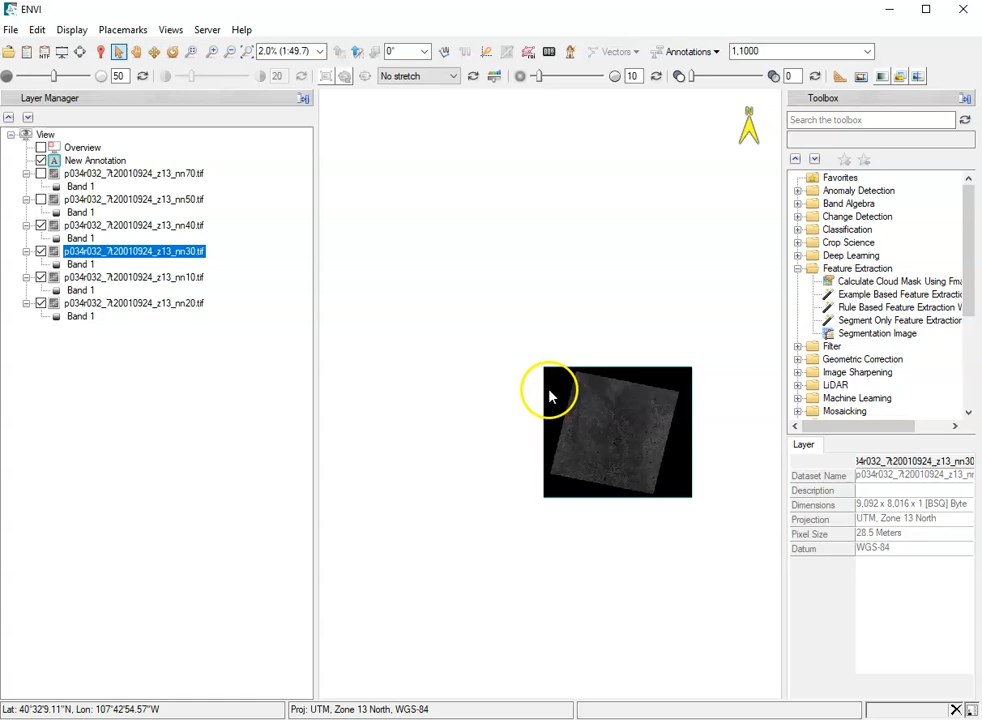 ENVI
File Edit Display Placemarks Views Server Help
2.0% (1:49.7) 0° Vectors Annotations 1,1000
50 20 No stretch 10 0
Layer Manager
View
Overview
New Annotation
p034r032_7t20010924_z13_nn70.tif
Band 1
p034r032_7t20010924_z13_nn50.tif
Band 1
p034r032_7t20010924_z13_nn40.tif
Band 1
p034r032_7t20010924_z13_nn30.tif
Band 1
p034r032_7t20010924_z13_nn10.tif
Band 1
p034r032_7t20010924_z13_nn20.tif
Band 1
N
Toolbox
Search the toolbox
Favorites
Anomaly Detection
Band Algebra
Change Detection
Classification
Crop Science
Deep Learning
Feature Extraction
Calculate Cloud Mask Using Fma
Example Based Feature Extractio
Rule Based Feature Extraction W
Segment Only Feature Extraction
Segmentation Image
Filter
Geometric Correction
Image Sharpening
LiDAR
Machine Learning
Mosaicking
Layer
34r032_7t20010924_z13_nn30
Dataset Name p034r032_7t20010924_z13_nn
Description
Dimensions 9,092 x 8,016 x 1 [BSQ] Byte
Projection UTM, Zone 13 North
Pixel Size 28.5 Meters
Datum WGS-84
Lat: 40°32'9.11"N, Lon: 107°42'54.57"W Proj: UTM, Zone 13 North, WGS-84